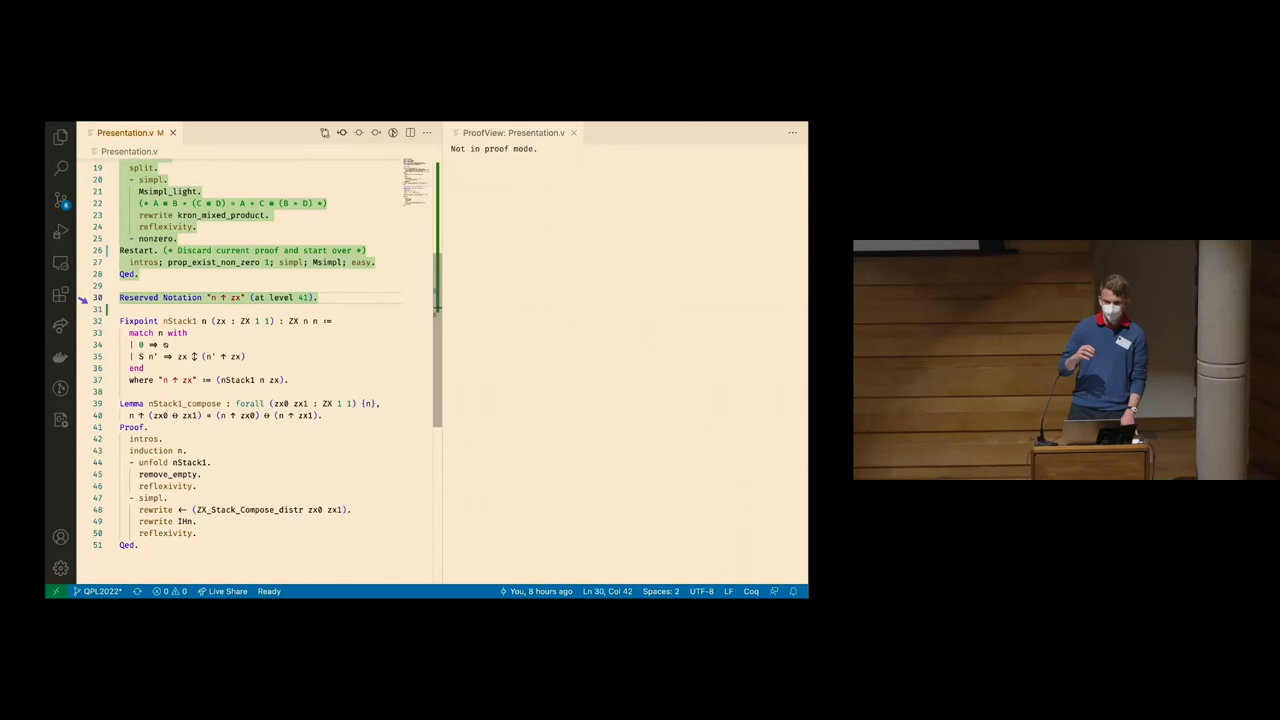 Presentation.v M
Presentation.v
19 split.
20 - simpl.
21 Msimpl_light.
22 (* A ⊗ B × (C ⊗ D) = A × C ⊗ (B × D) *)
23 rewrite kron_mixed_product.
24 reflexivity.
25 - nonzero.
26 Restart. (* Discard current proof and start over *)
27 intros; prop_exist_non_zero 1; simpl; Msimpl; easy.
28 Qed.
29
30 Reserved Notation "n ↑ zx" (at level 41).
31
32 Fixpoint nStack1 n (zx : ZX 1 1) : ZX n n :=
33 match n with
34 | 0 ⇒ ⦰
35 | S n' ⇒ zx ↕ (n' ↑ zx)
36 end
37 where "n ↑ zx" := (nStack1 n zx).
38
39 Lemma nStack1_compose : forall (zx0 zx1 : ZX 1 1) {n},
40 n ↑ (zx0 ⟷ zx1) ∝ (n ↑ zx0) ⟷ (n ↑ zx1).
41 Proof.
42 intros.
43 induction n.
44 - unfold nStack1.
45 remove_empty.
46 reflexivity.
47 - simpl.
48 rewrite ← (ZX_Stack_Compose_distr zx0 zx1).
49 rewrite IHn.
50 reflexivity.
51 Qed.
ProofView: Presentation.v
Not in proof mode.
QPL2022* 0 0 Live Share Ready You, 8 hours ago Ln 30, Col 42 Spaces: 2 UTF-8 LF Coq